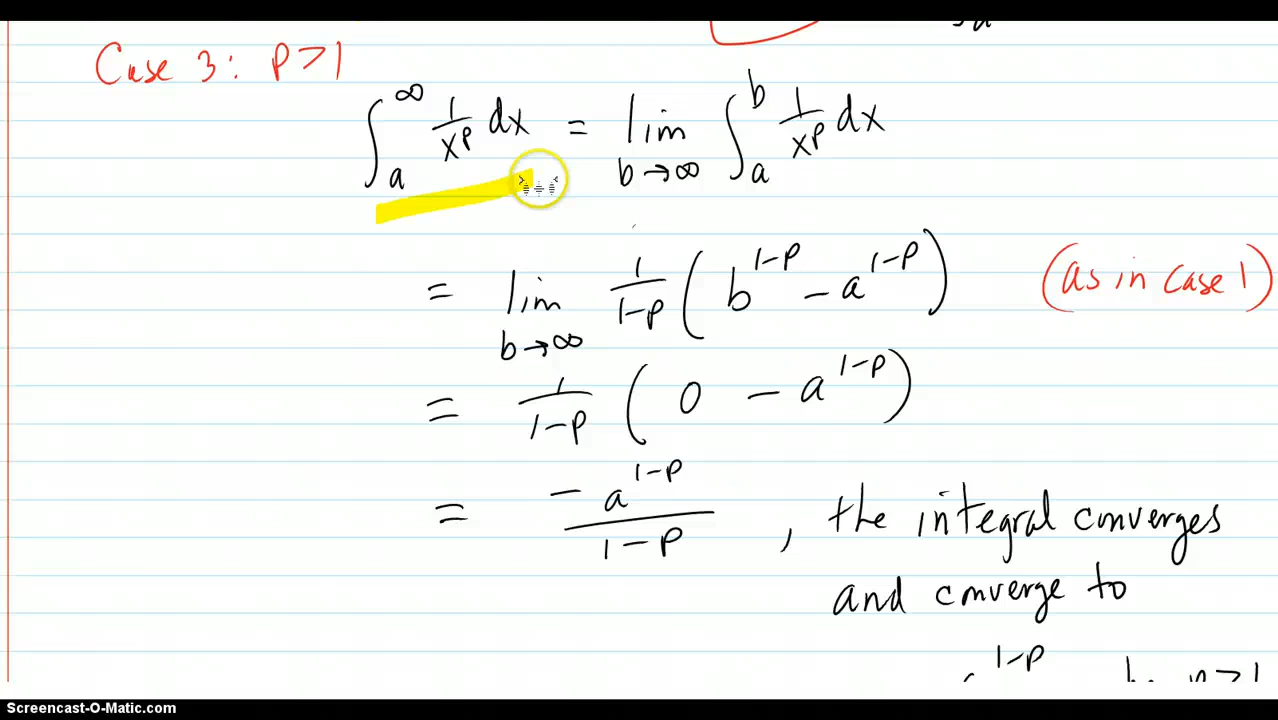 Case 3: p>1
∫_a^∞ 1/x^p dx = lim_{b→∞} ∫_a^b 1/x^p dx
= lim_{b→∞} 1/(1-p) ( b^{1-p} - a^{1-p} ) (as in case 1)
= 1/(1-p) ( 0 - a^{1-p} )
= -a^{1-p}/(1-p) , the integral converges
and converge to
1-p
Screencast-O-Matic.com